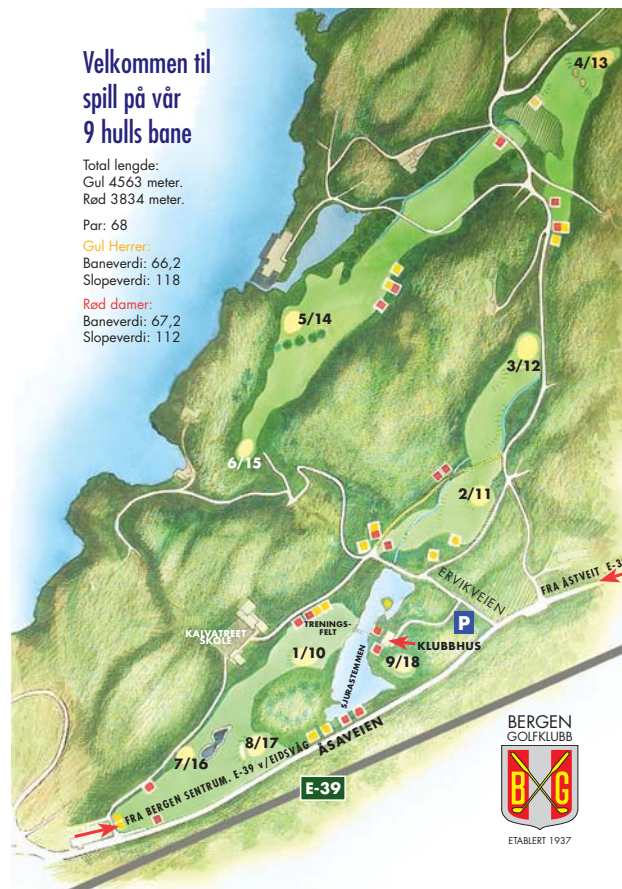 Velkommen til
spill på vår
9 hulls bane
Total lengde:
Gul 4563 meter.
Rød 3834 meter.
Par: 68
Gul Herrer:
Baneverdi: 66,2
Slopeverdi: 118
Rød damer:
Baneverdi: 67,2
Slopeverdi: 112
4/13
5/14
3/12
6/15
2/11
ERVIKVEIEN
FRA ÅSTVEIT E-39
KALVATREET
SKOLE
TRENINGS-
FELT
P
1/10
SJURASTEMMEN
KLUBBHUS
9/18
7/16
8/17
ÅSAVEIEN
FRA BERGEN SENTRUM. E-39 v/EIDSVÅG
E-39
BERGEN
GOLFKLUBB
B G
ETABLERT 1937